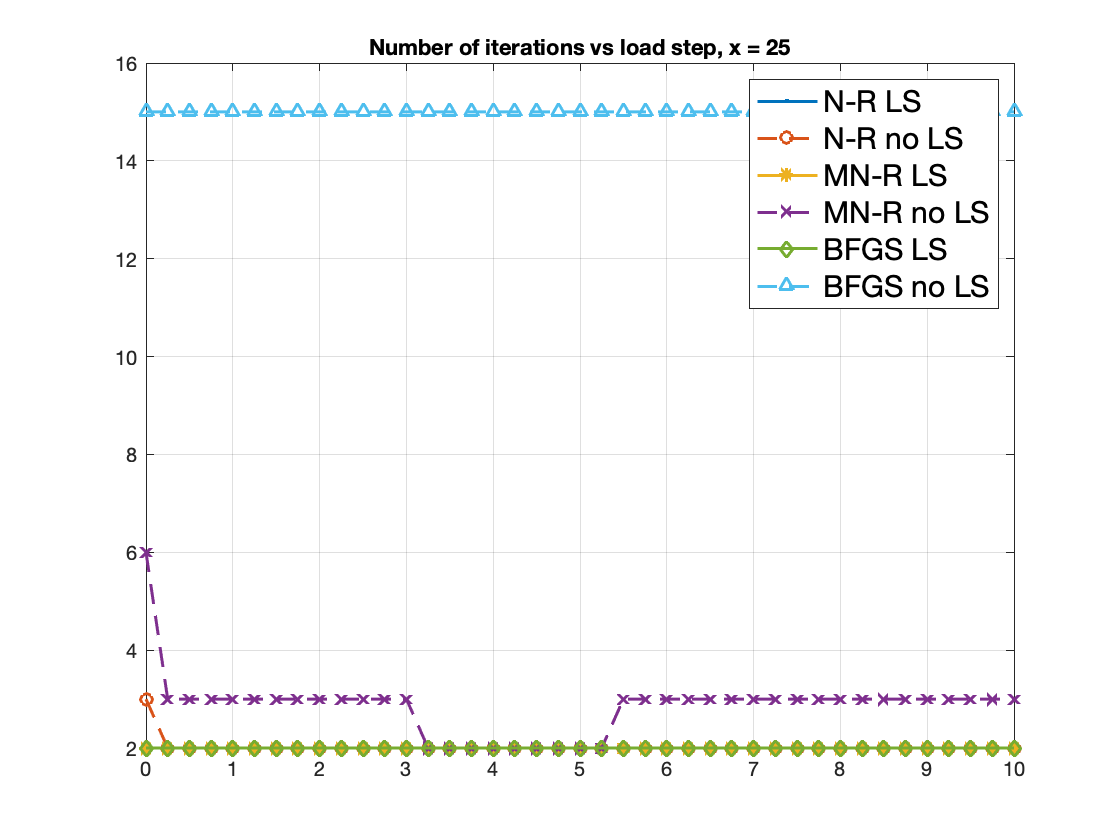 Number of iterations vs load step, x = 25
16
14
12
10
8
6
4
2
0 1 2 3 4 5 6 7 8 9 10
N-R LS
N-R no LS
MN-R LS
MN-R no LS
BFGS LS
BFGS no LS